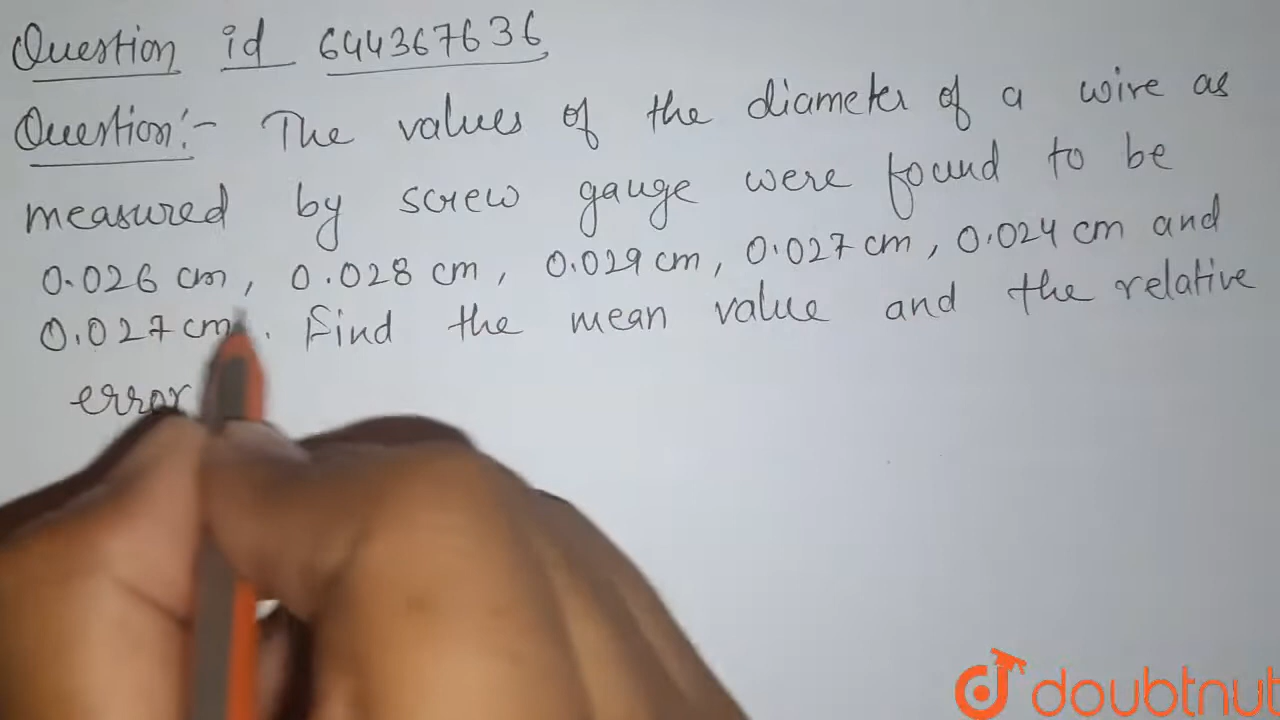 Question id 644367636
Question:- The values of the diameter of a wire as
measured by screw gauge were found to be
0.026 cm, 0.028 cm, 0.029 cm, 0.027 cm, 0.024 cm and
0.027 cm. Find the mean value and the relative
error
doubtnut